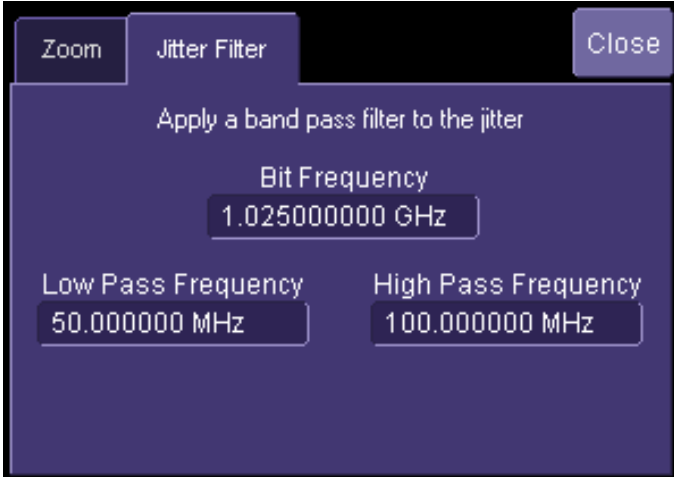 Zoom
Jitter Filter
Close
Apply a band pass filter to the jitter
Bit Frequency
1.025000000 GHz
Low Pass Frequency
High Pass Frequency
50.000000 MHz
100.000000 MHz